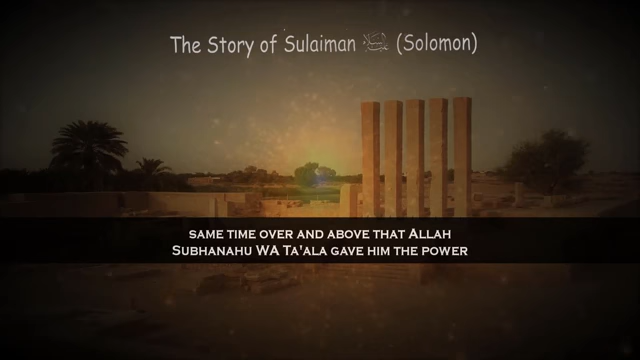 The Story of Sulaiman (Solomon)
SAME TIME OVER AND ABOVE THAT ALLAH
SUBHANAHU WA TA'ALA GAVE HIM THE POWER